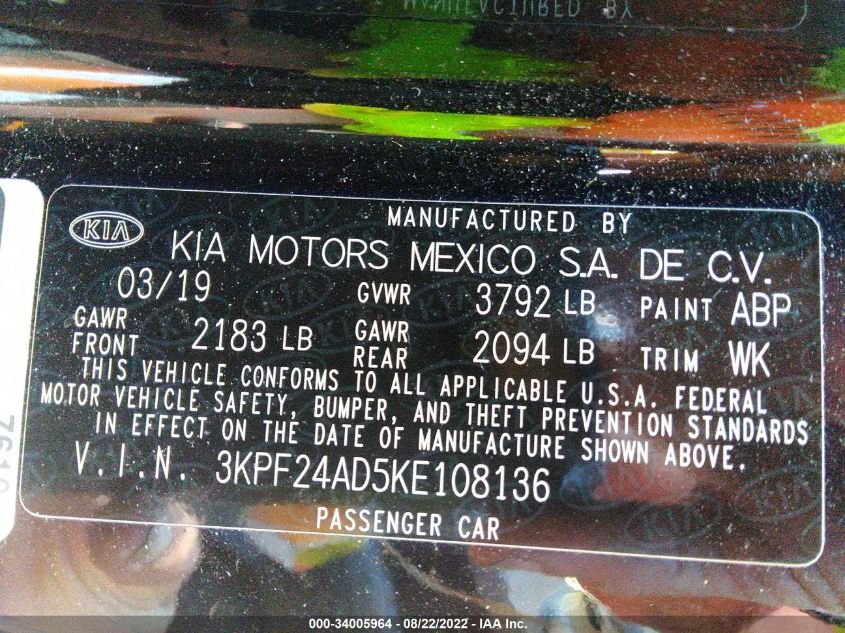 MANUFACTURED BY
KIA
MANUFACTURED BY
KIA MOTORS MEXICO S.A. DE C.V.
03/19 GVWR 3792 LB PAINT ABP
GAWR FRONT 2183 LB GAWR REAR 2094 LB TRIM WK
THIS VEHICLE CONFORMS TO ALL APPLICABLE U.S.A. FEDERAL
MOTOR VEHICLE SAFETY, BUMPER, AND THEFT PREVENTION STANDARDS
IN EFFECT ON THE DATE OF MANUFACTURE SHOWN ABOVE.
V.I.N. 3KPF24AD5KE108136
PASSENGER CAR
000-34005964 - 08/22/2022 - IAA Inc.